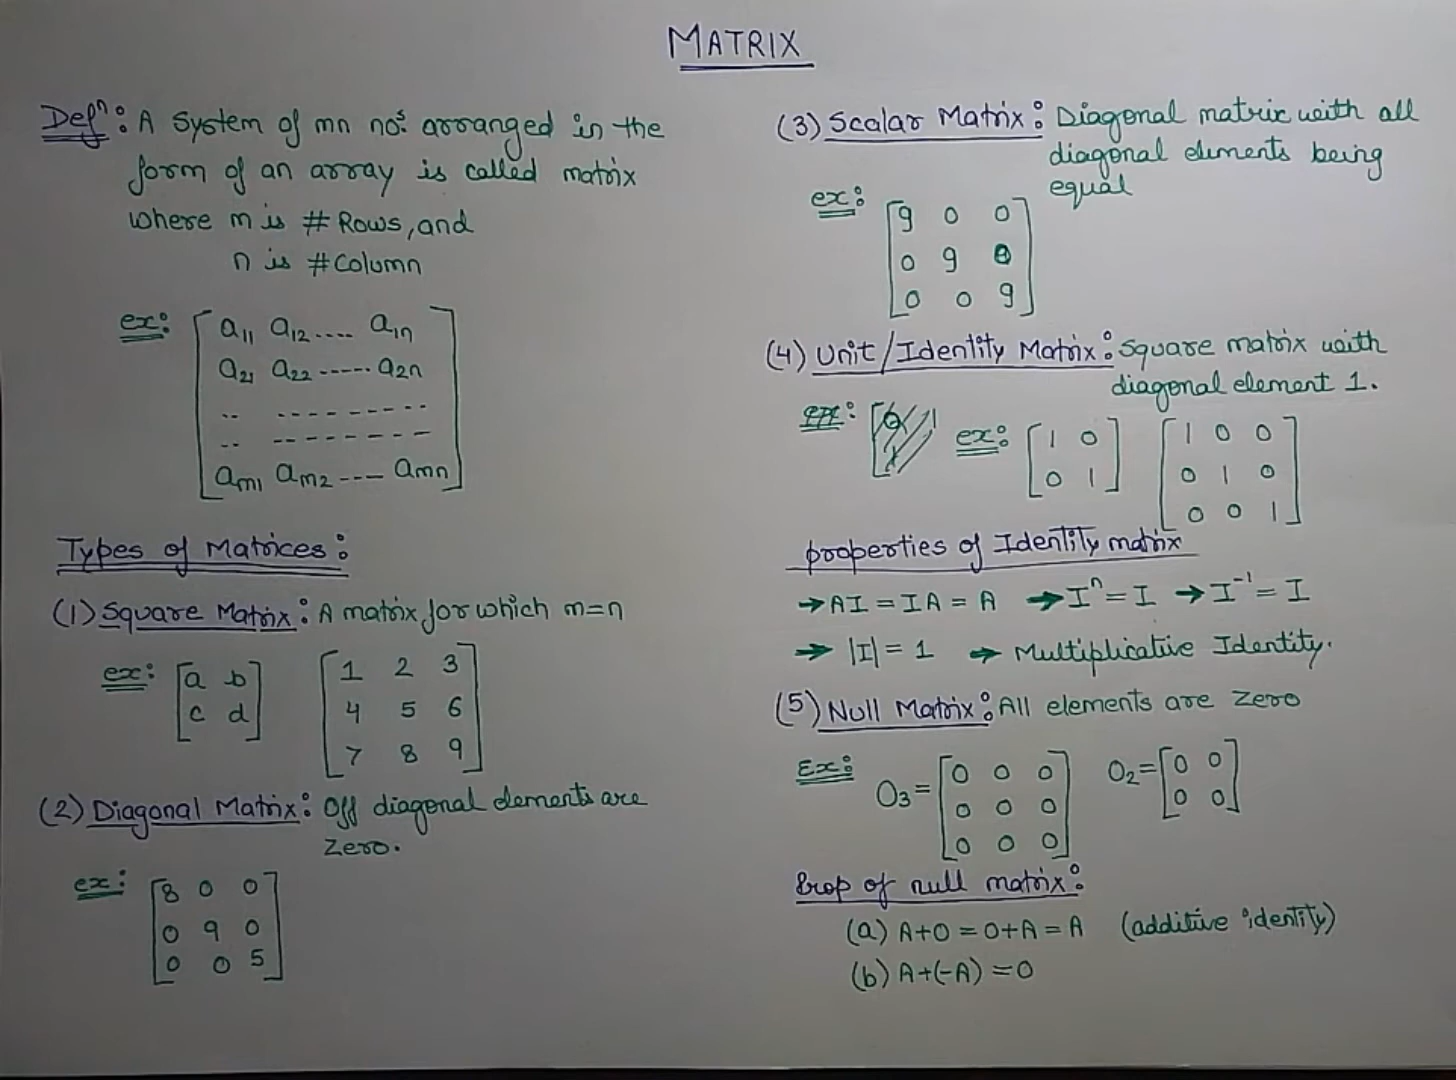 MATRIX
Defⁿ: A System of mn nos. arranged in the
form of an array is called matrix
where m is # Rows, and
n is #Column
ex:
a11 a12 .... a1n
a21 a22 ----- a2n
.. ---------
.. --------
am1 am2 ---- amn
Types of Matrices:
(1) Square Matrix: A matrix for which m=n
ex:
a b
c d
1 2 3
4 5 6
7 8 9
(2) Diagonal Matrix: Off diagonal elements are
Zero.
ex:
8 0 0
0 9 0
0 0 5
(3) Scalar Matrix: Diagonal matrix with all
diagonal elements being
equal
ex:
9 0 0
0 9 0
0 0 9
(4) Unit/Identity Matrix: Square matrix with
diagonal element 1.
ex:
1 0
0 1
1 0 0
0 1 0
0 0 1
properties of Identity matrix
→ AI = IA = A → Iⁿ = I → I⁻¹ = I
→ |I| = 1 → Multiplicative Identity.
(5) Null Matrix: All elements are Zero
Ex:
O3 =
0 0 0
0 0 0
0 0 0
O2 =
0 0
0 0
Prop of null matrix:
(a) A+0 = 0+A = A (additive identity)
(b) A+(-A) = 0